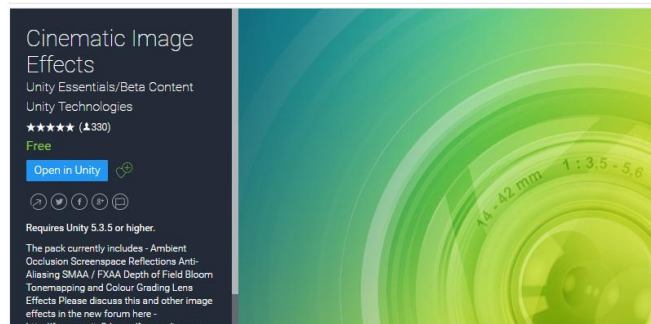 Cinematic Image
Effects
Unity Essentials/Beta Content
Unity Technologies
★★★★★ (330)
Free
Open in Unity
Requires Unity 5.3.5 or higher.
The pack currently includes - Ambient
Occlusion Screenspace Reflections Anti-
Aliasing SMAA / FXAA Depth of Field Bloom
Tonemapping and Colour Grading Lens
Effects Please discuss this and other image
effects in the new forum here -
14 - 42 mm 1 : 3.5 - 5.6